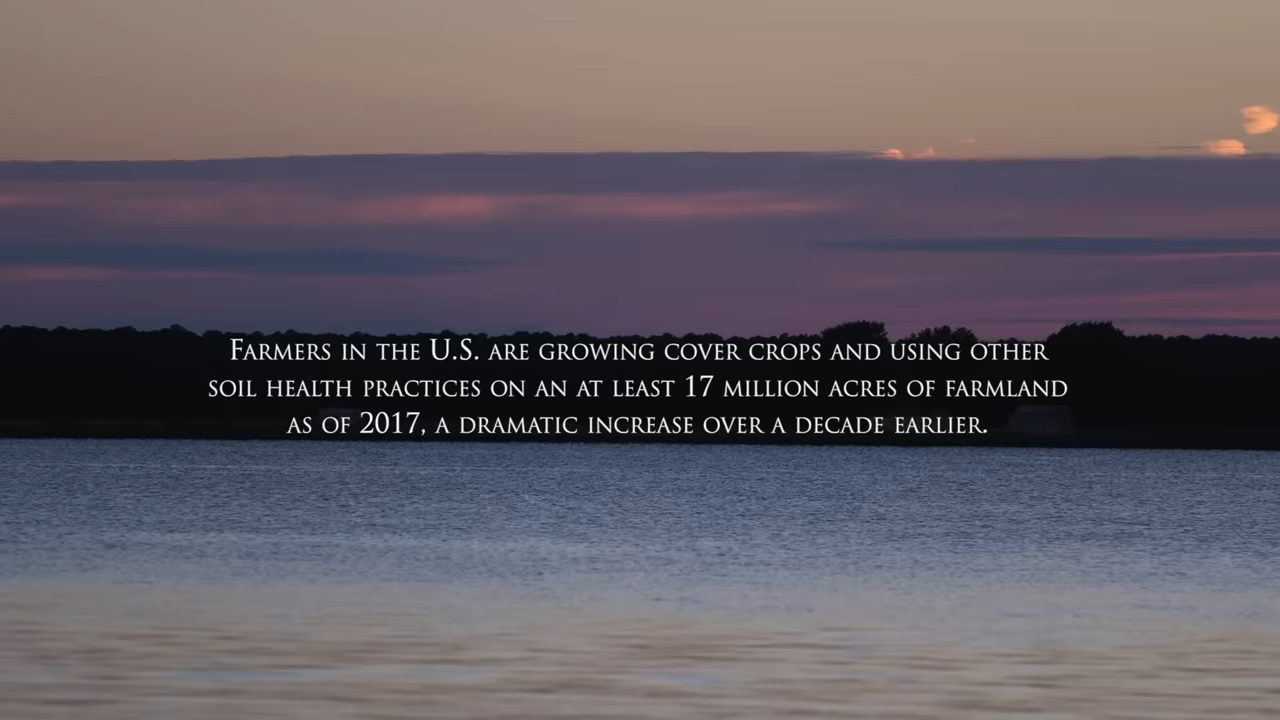 Farmers in the U.S. are growing cover crops and using other
soil health practices on an at least 17 million acres of farmland
as of 2017, a dramatic increase over a decade earlier.